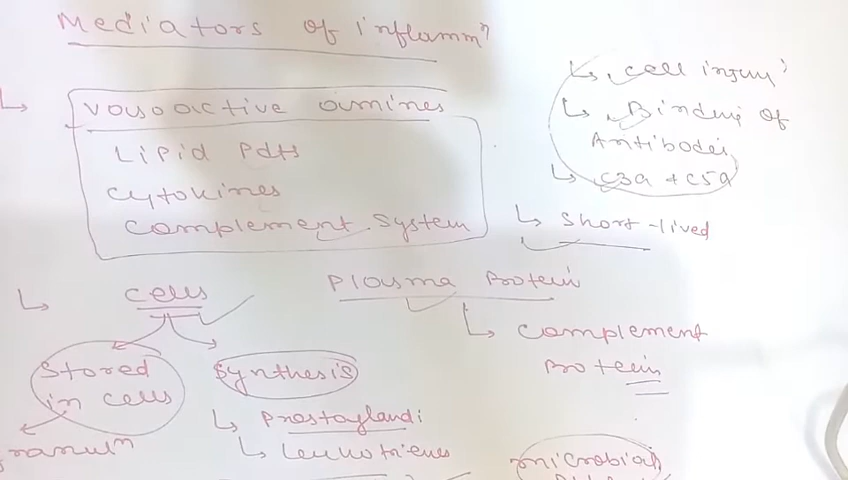 Mediators of inflammⁿ
vasoactive amines
Lipid Pdts
cytokines
complement system
cell injury
Binding of
Antibodies
c3a + c5a
short-lived
cells
Plasma Protein
complement
Protein
stored
in cells
synthesis
Prostaglandi
Leukotrienes
microbial